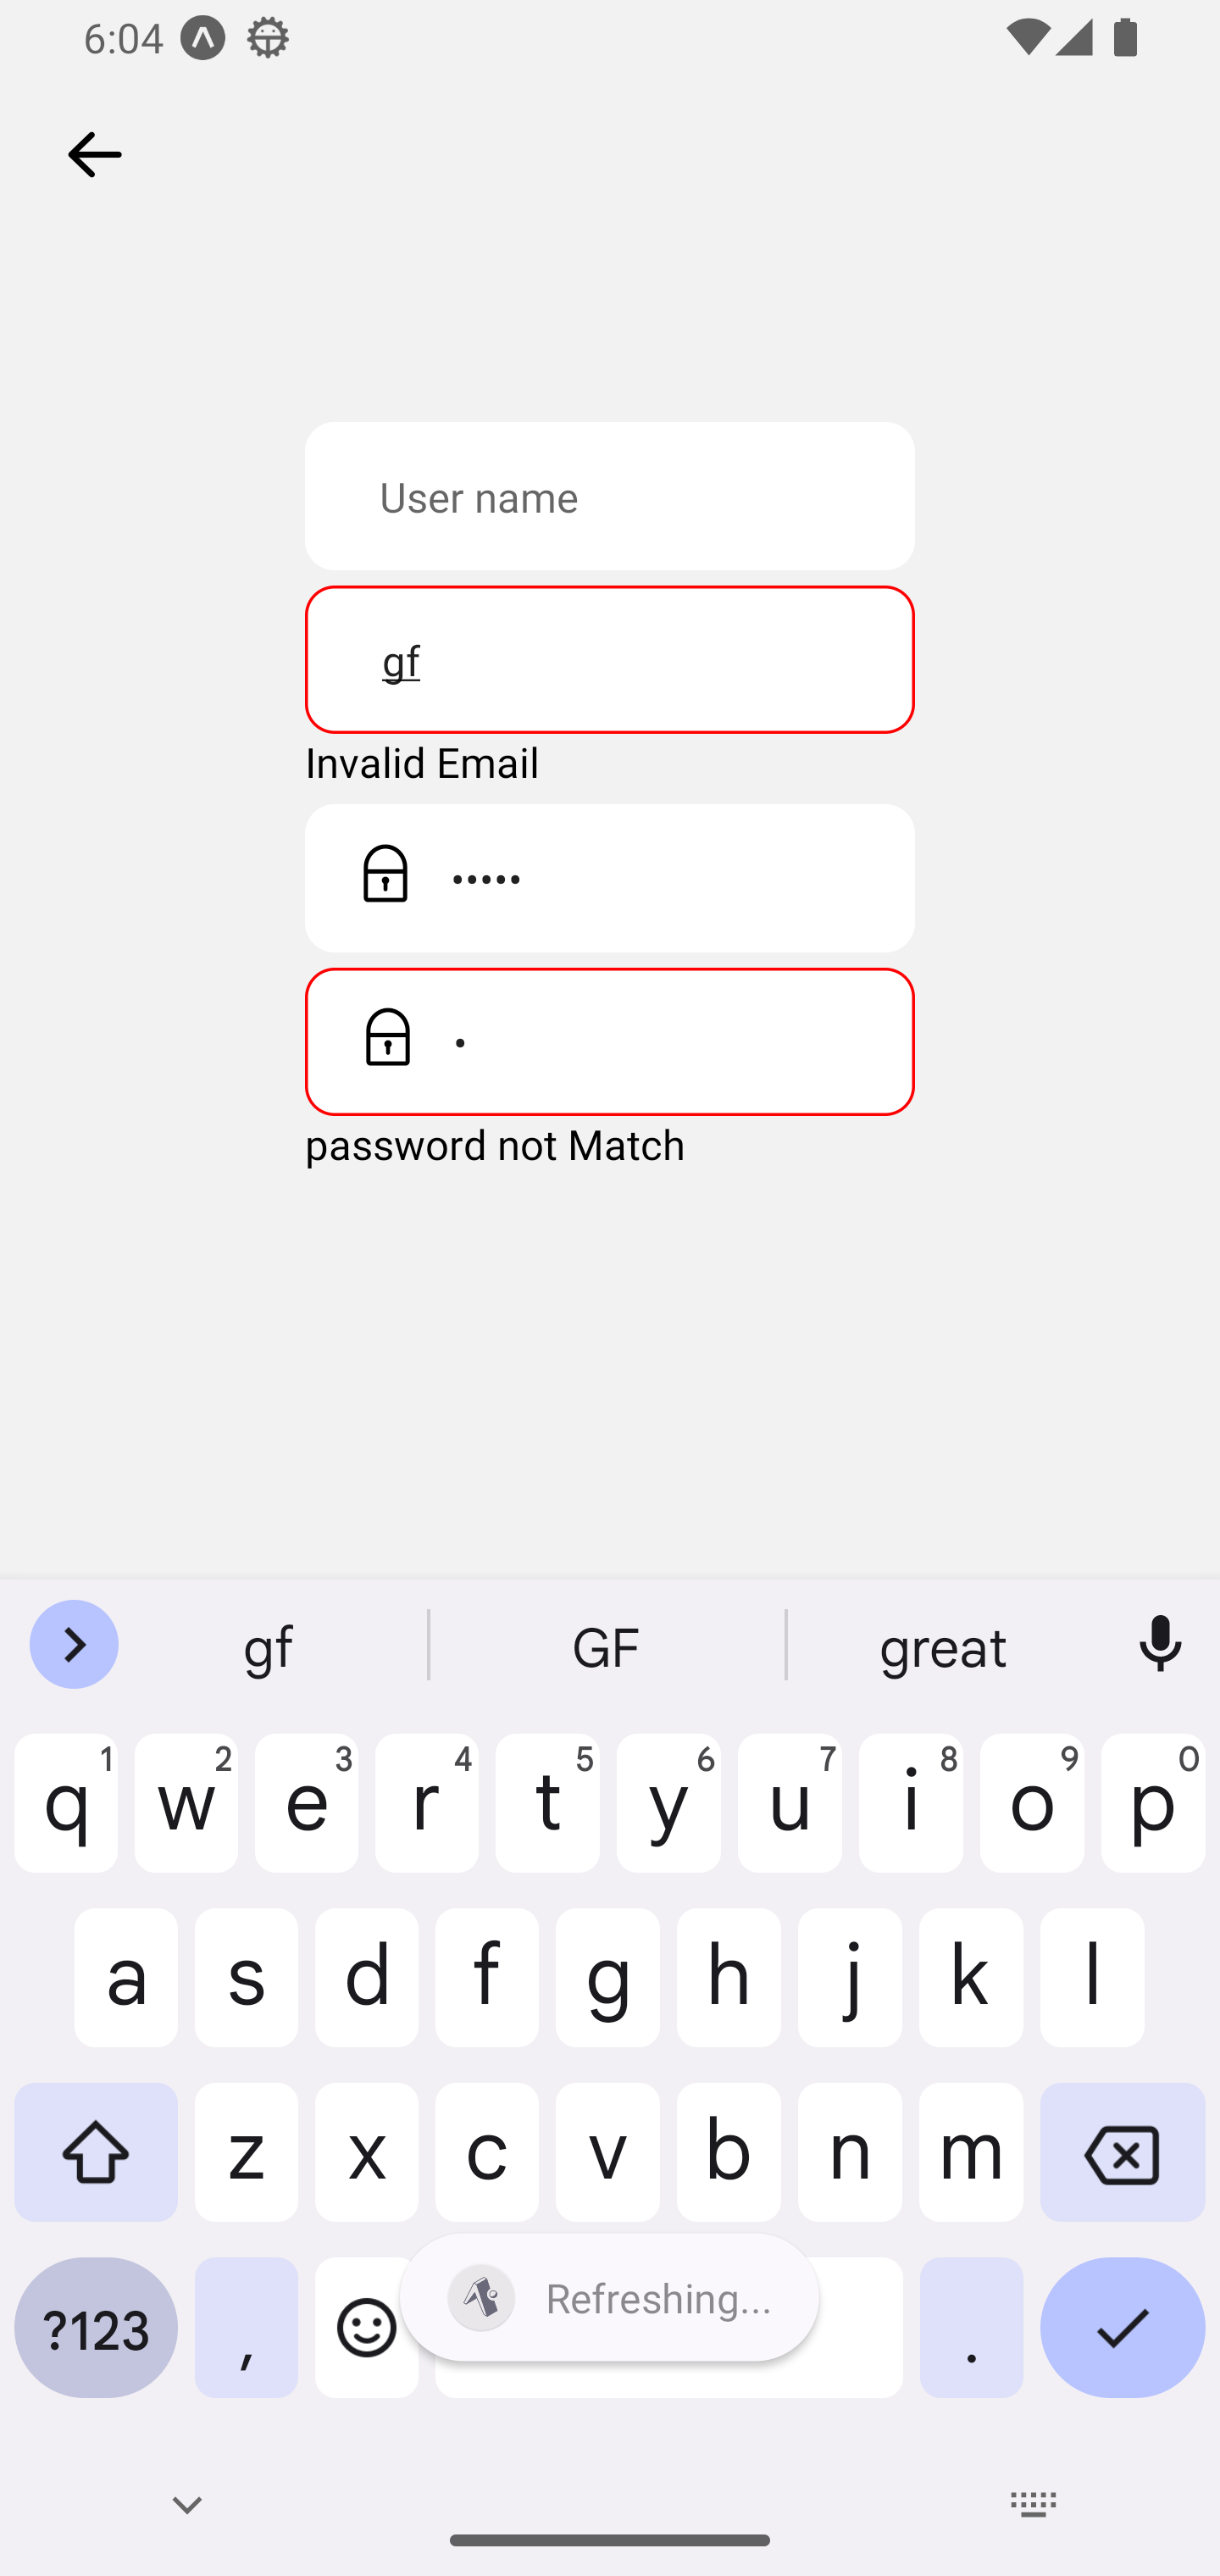 6:04
User name
gf
Invalid Email
•••••
•
password not Match
gf GF great
1 2 3 4 5 6 7 8 9 0
q w e r t y u i o p
a s d f g h j k l
z x c v b n m
?123 , Refreshing... .